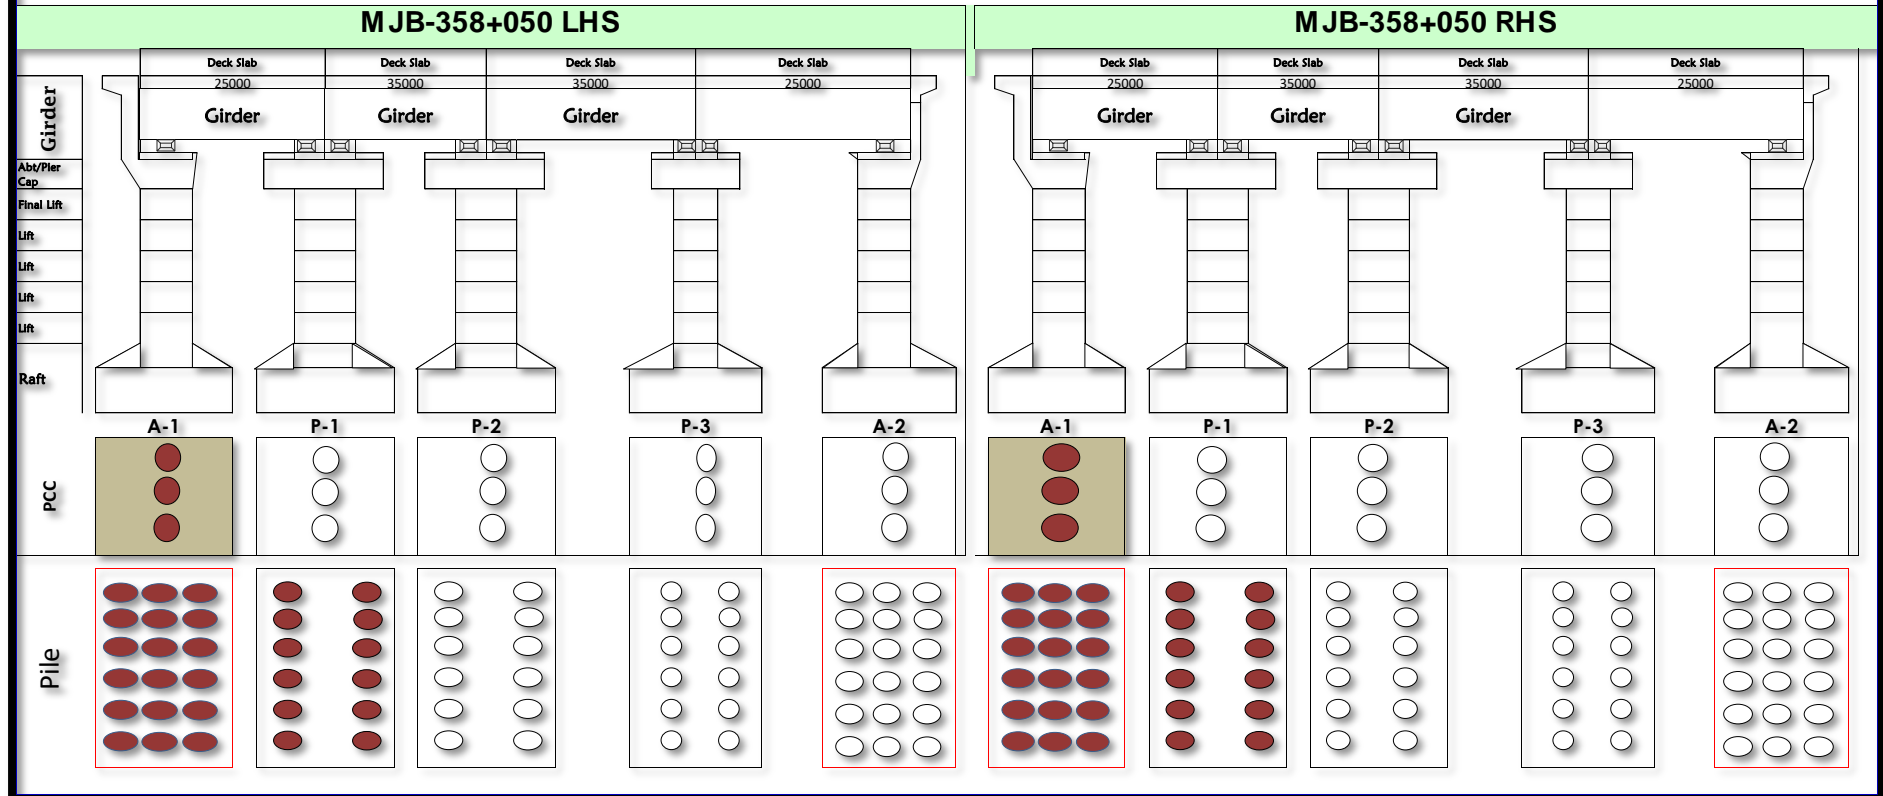 MJB-358+050 LHS
MJB-358+050 RHS
Deck Slab Deck Slab Deck Slab Deck Slab
Deck Slab Deck Slab Deck Slab Deck Slab
25000 35000 35000 25000
25000 35000 35000 25000
Girder
Girder Girder Girder
Girder Girder Girder
Abt/Pier
Cap
Final Lift
Lift
Lift
Lift
Lift
Raft
A-1 P-1 P-2 P-3 A-2
A-1 P-1 P-2 P-3 A-2
PCC
Pile